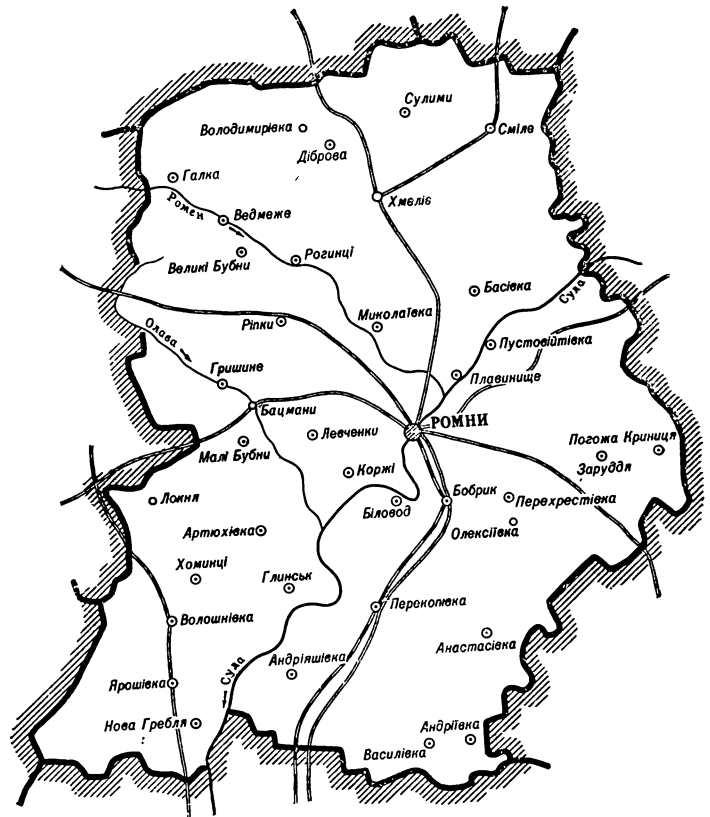 Сулими
Володимирівка
Сміле
Діброва
Галка
Хмелів
Ромен
Ведмеже
Великі Бубни
Рогинці
Басівка
Сула
Ріпки
Миколаївка
Олава
Пустовійтівка
Гришине
Плавинище
Бацмани
РОМНИ
Левченки
Погожа Криниця
Малі Бубни
Заруддя
Коржі
Локня
Біловод
Бобрик
Перехрестівка
Артюхівка
Олексіївка
Хоминці
Глинськ
Волошнівка
Перекопівка
Анастасівка
Андріяшівка
Сула
Ярошівка
Нова Гребля
Андріївка
Василівка